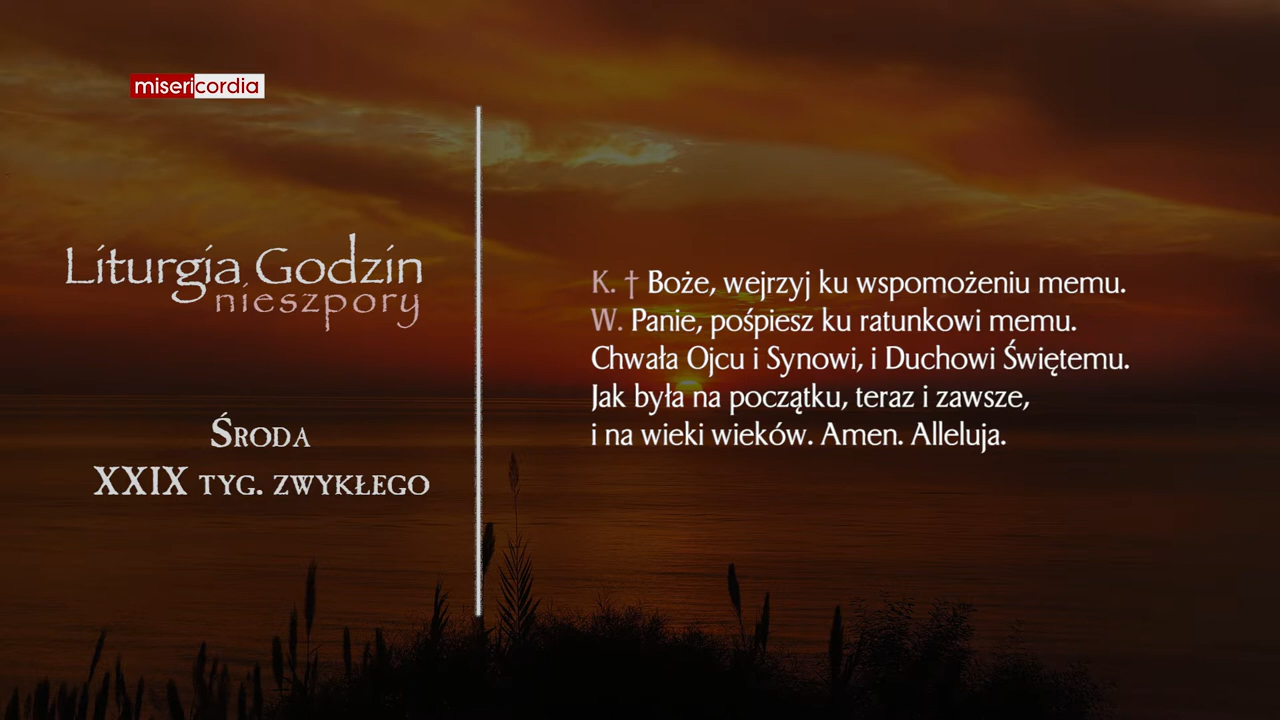 misericordia
Liturgia Godzin
nieszpory
Środa
XXIX tyg. zwykłego
K. † Boże, wejrzyj ku wspomożeniu memu.
W. Panie, pośpiesz ku ratunkowi memu.
Chwała Ojcu i Synowi, i Duchowi Świętemu.
Jak była na początku, teraz i zawsze,
i na wieki wieków. Amen. Alleluja.